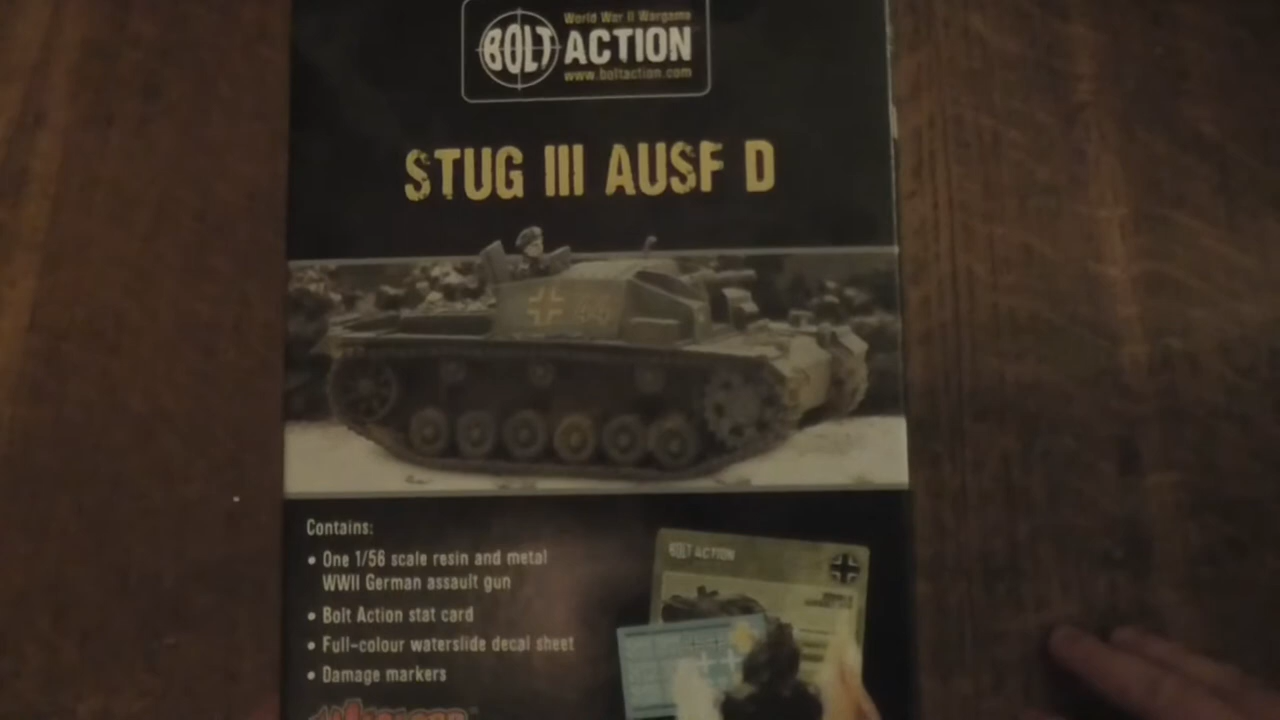 World War II Wargame
BOLT ACTION
www.boltaction.com
STUG III AUSF D
Contains:
• One 1/56 scale resin and metal
WWII German assault gun
• Bolt Action stat card
• Full-colour waterslide decal sheet
• Damage markers
BOLT ACTION